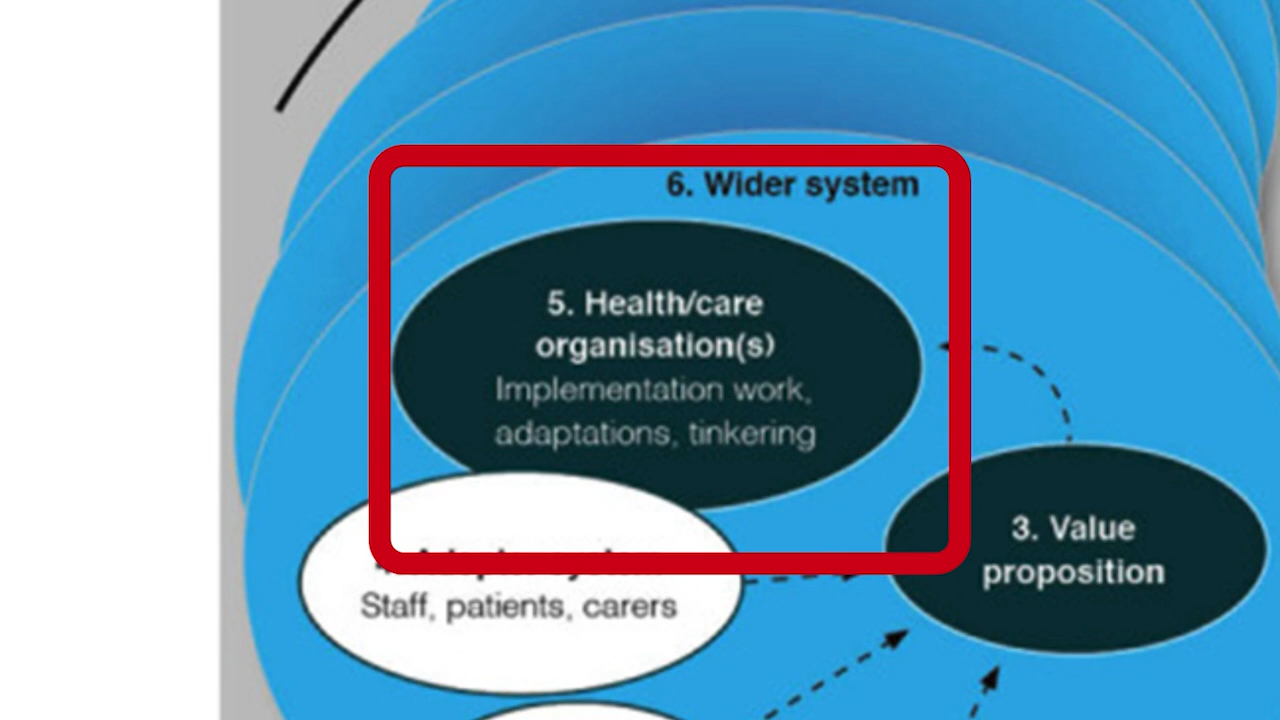 6. Wider system
5. Health/care
organisation(s)
Implementation work,
adaptations, tinkering
3. Value
proposition
Staff, patients, carers